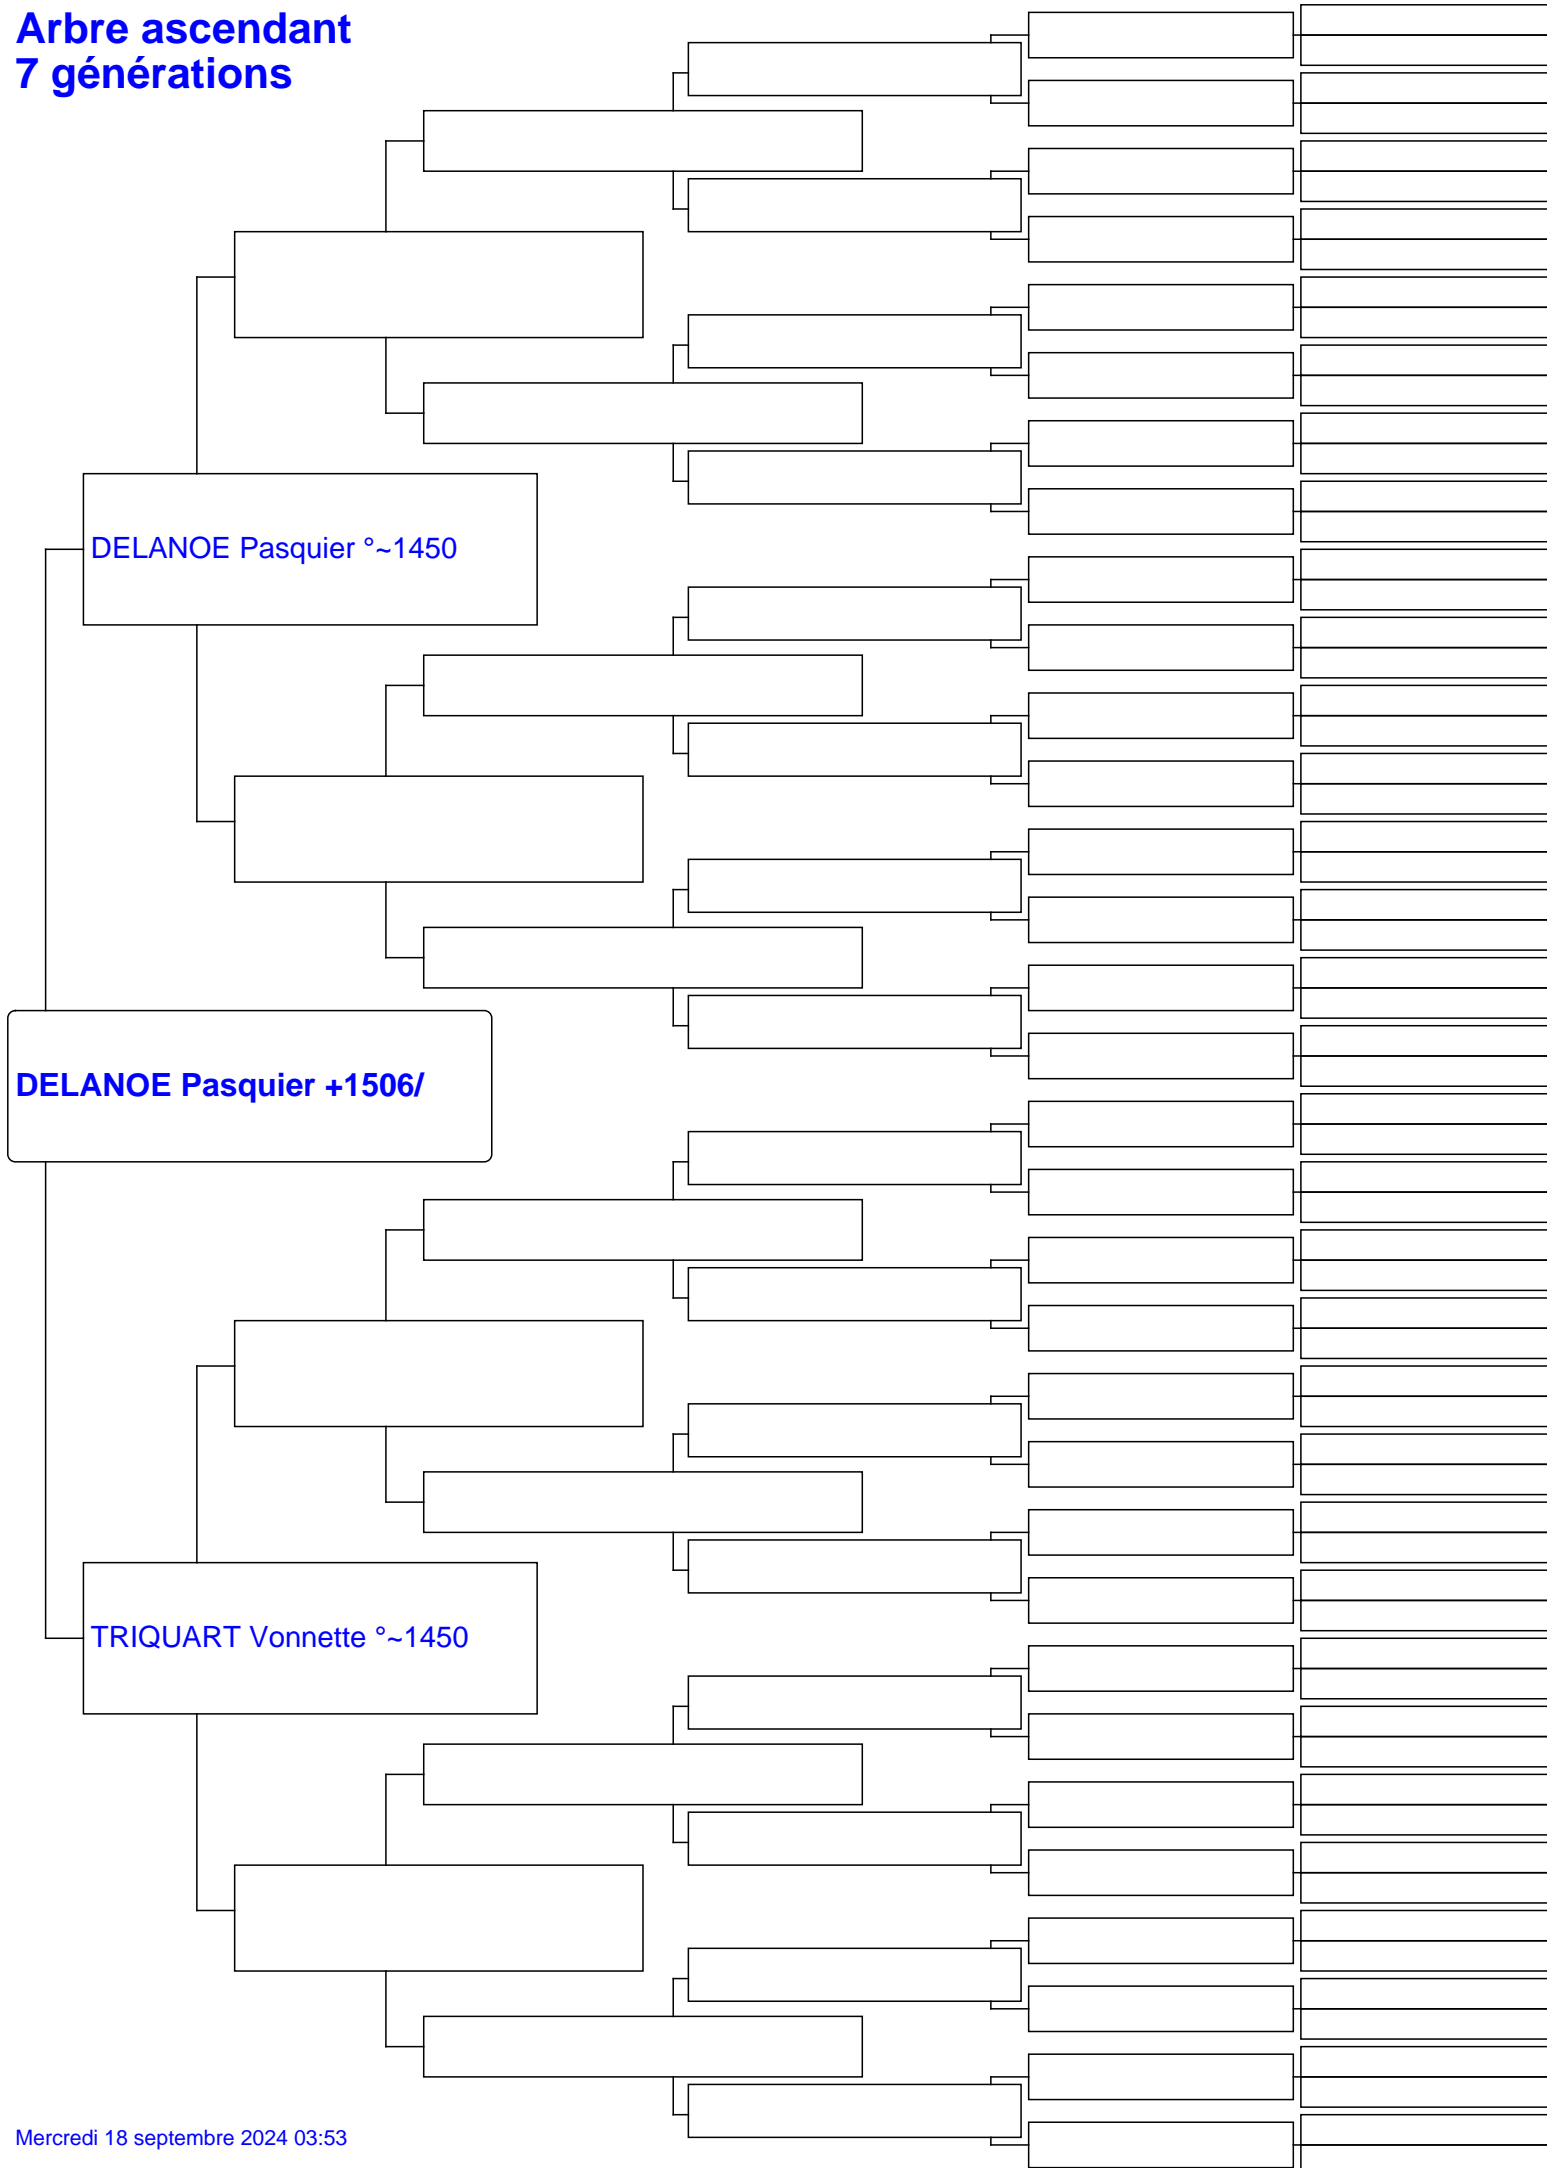 Arbre ascendant
7 générations
DELANOE Pasquier °~1450
DELANOE Pasquier +1506/
TRIQUART Vonnette °~1450
Mercredi 18 septembre 2024 03:53